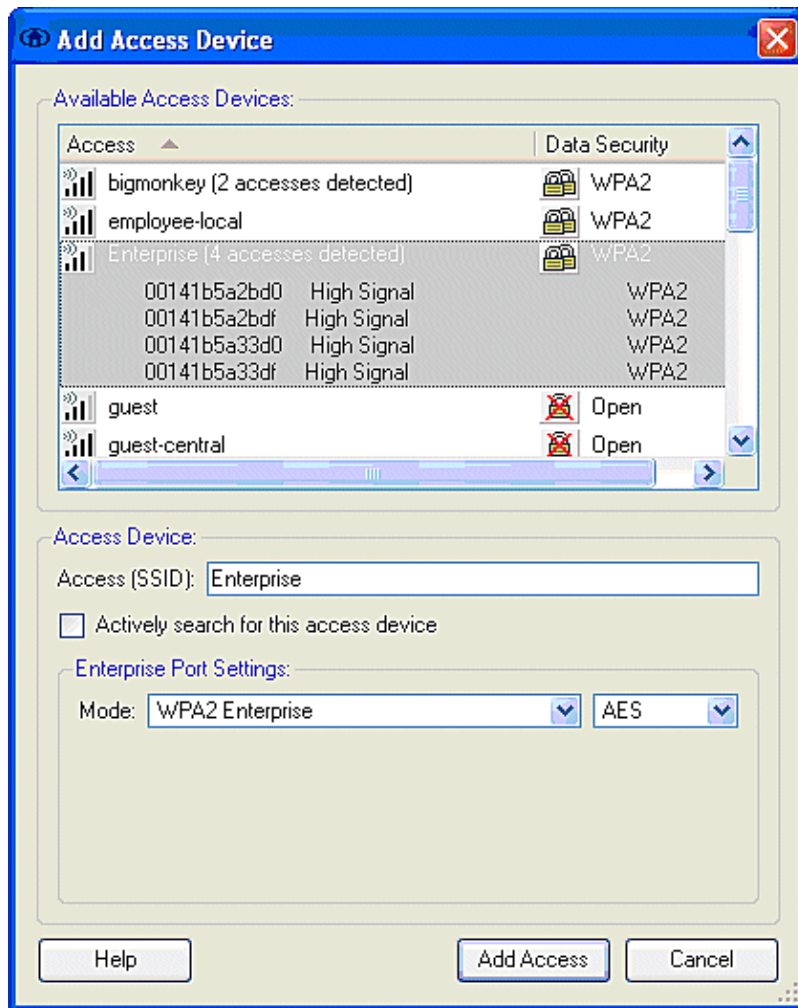 Add Access Device
Available Access Devices:
Access Data Security
bigmonkey (2 accesses detected) WPA2
employee-local WPA2
Enterprise (4 accesses detected) WPA2
00141b5a2bd0 High Signal WPA2
00141b5a2bdf High Signal WPA2
00141b5a33d0 High Signal WPA2
00141b5a33df High Signal WPA2
guest Open
guest-central Open
Access Device:
Access (SSID): Enterprise
Actively search for this access device
Enterprise Port Settings:
Mode: WPA2 Enterprise AES
Help Add Access Cancel